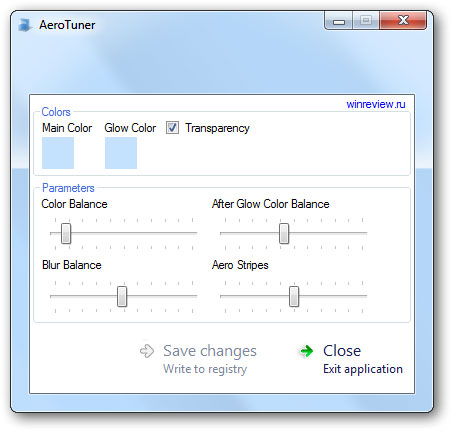 AeroTuner
winreview.ru
Colors
Main Color
Glow Color
Transparency
Parameters
Color Balance
After Glow Color Balance
Blur Balance
Aero Stripes
Save changes
Write to registry
Close
Exit application